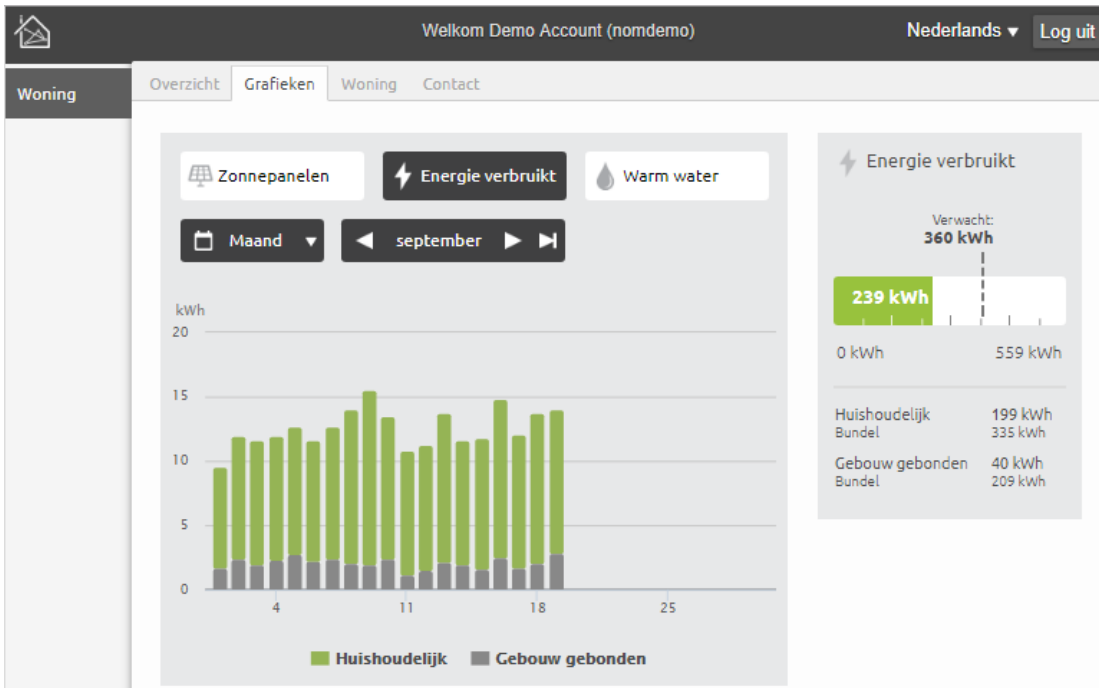 Welkom Demo Account (nomdemo)
Nederlands
Log uit
Woning
Overzicht
Grafieken
Woning
Contact
Zonnepanelen
Energie verbruikt
Warm water
Maand
september
kWh
20
15
10
5
0
4
11
18
25
Huishoudelijk
Gebouw gebonden
Energie verbruikt
Verwacht:
360 kWh
239 kWh
0 kWh
559 kWh
Huishoudelijk 199 kWh
Bundel 335 kWh
Gebouw gebonden 40 kWh
Bundel 209 kWh